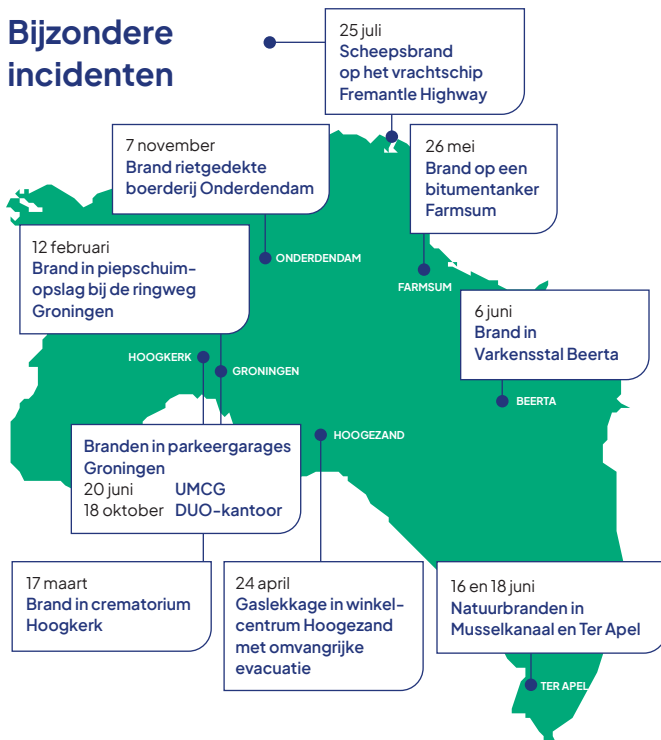 Bijzondere
incidenten
25 juli
Scheepsbrand
op het vrachtschip
Fremantle Highway
7 november
Brand rietgedekte
boerderij Onderdendam
26 mei
Brand op een
bitumentanker
Farmsum
12 februari
Brand in piepschuim-
opslag bij de ringweg
Groningen
ONDERDENDAM
FARMSUM
6 juni
Brand in
Varkensstal Beerta
HOOGKERK
GRONINGEN
BEERTA
HOOGEZAND
Branden in parkeergarages
Groningen
20 juni UMCG
18 oktober DUO-kantoor
17 maart
Brand in crematorium
Hoogkerk
24 april
Gaslekkage in winkel-
centrum Hoogezand
met omvangrijke
evacuatie
16 en 18 juni
Natuurbranden in
Musselkanaal en Ter Apel
TER APEL